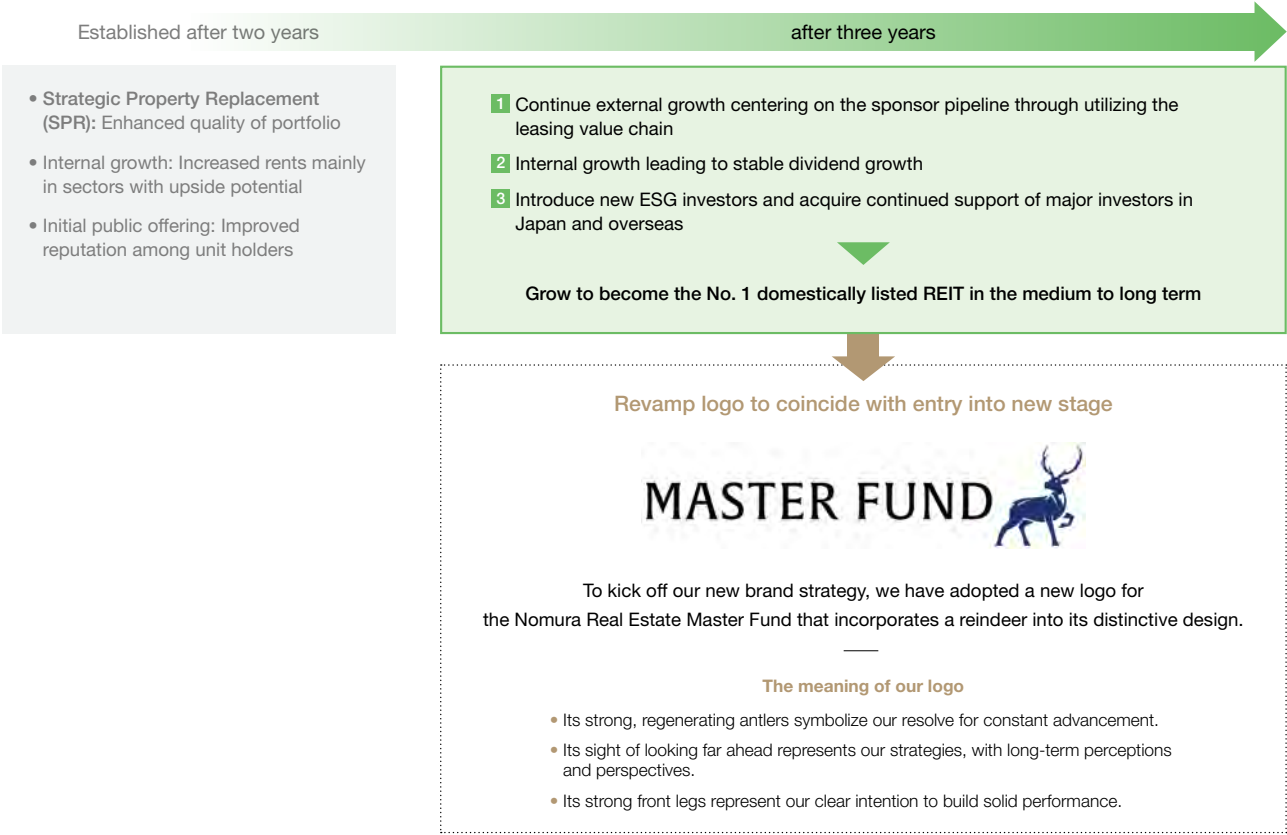 Established after two years
after three years
• Strategic Property Replacement
(SPR): Enhanced quality of portfolio
• Internal growth: Increased rents mainly
in sectors with upside potential
• Initial public offering: Improved
reputation among unit holders
1 Continue external growth centering on the sponsor pipeline through utilizing the
leasing value chain
2 Internal growth leading to stable dividend growth
3 Introduce new ESG investors and acquire continued support of major investors in
Japan and overseas
Grow to become the No. 1 domestically listed REIT in the medium to long term
Revamp logo to coincide with entry into new stage
MASTER FUND
To kick off our new brand strategy, we have adopted a new logo for
the Nomura Real Estate Master Fund that incorporates a reindeer into its distinctive design.
The meaning of our logo
• Its strong, regenerating antlers symbolize our resolve for constant advancement.
• Its sight of looking far ahead represents our strategies, with long-term perceptions
and perspectives.
• Its strong front legs represent our clear intention to build solid performance.